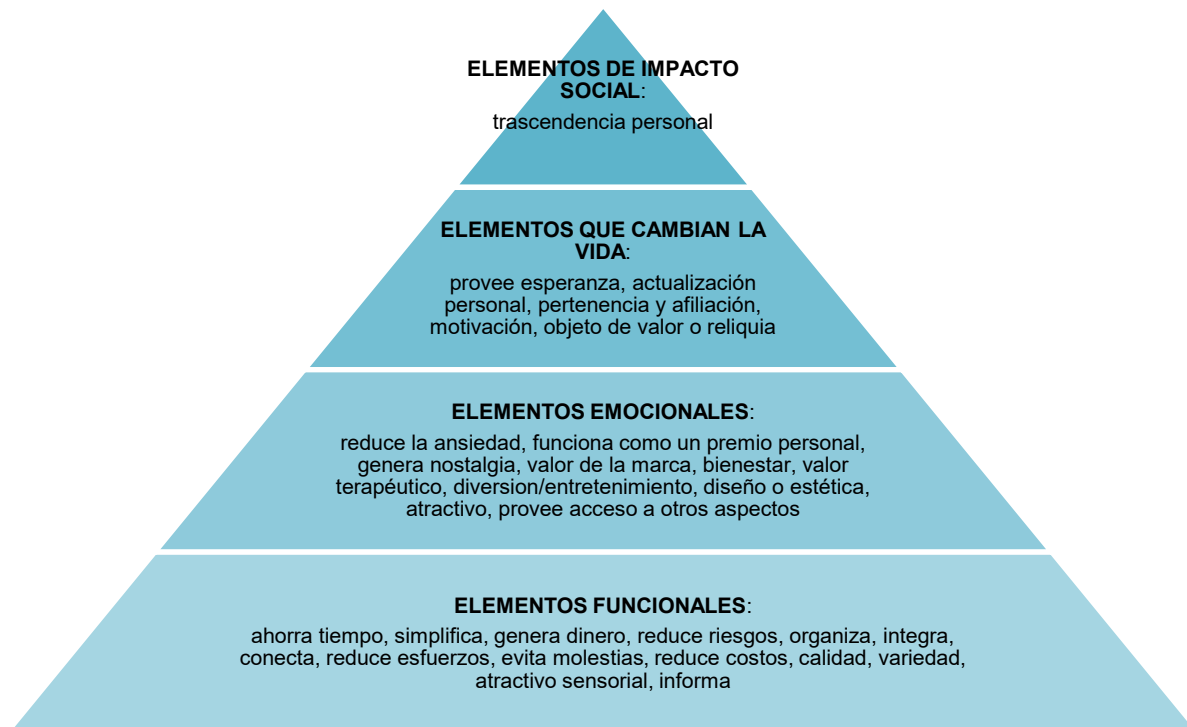 ELEMENTOS DE IMPACTO
SOCIAL:
trascendencia personal
ELEMENTOS QUE CAMBIAN LA
VIDA:
provee esperanza, actualización
personal, pertenencia y afiliación,
motivación, objeto de valor o reliquia
ELEMENTOS EMOCIONALES:
reduce la ansiedad, funciona como un premio personal,
genera nostalgia, valor de la marca, bienestar, valor
terapéutico, diversion/entretenimiento, diseño o estética,
atractivo, provee acceso a otros aspectos
ELEMENTOS FUNCIONALES:
ahorra tiempo, simplifica, genera dinero, reduce riesgos, organiza, integra,
conecta, reduce esfuerzos, evita molestias, reduce costos, calidad, variedad,
atractivo sensorial, informa